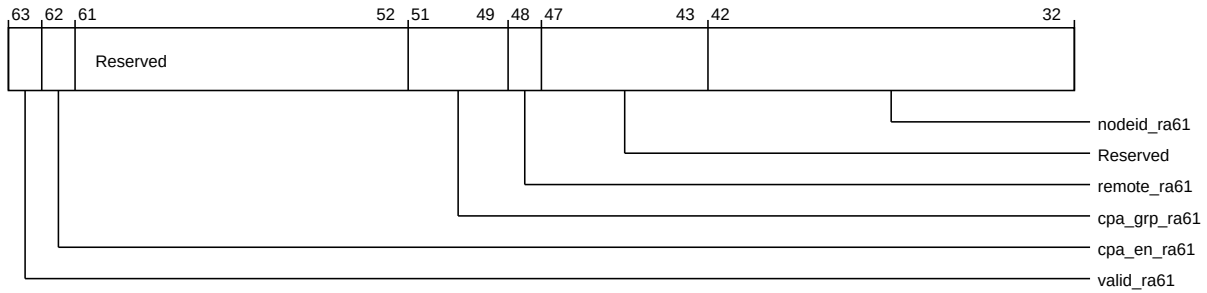 63 62 61 52 51 49 48 47 43 42 32
Reserved
nodeid_ra61
Reserved
remote_ra61
cpa_grp_ra61
cpa_en_ra61
valid_ra61